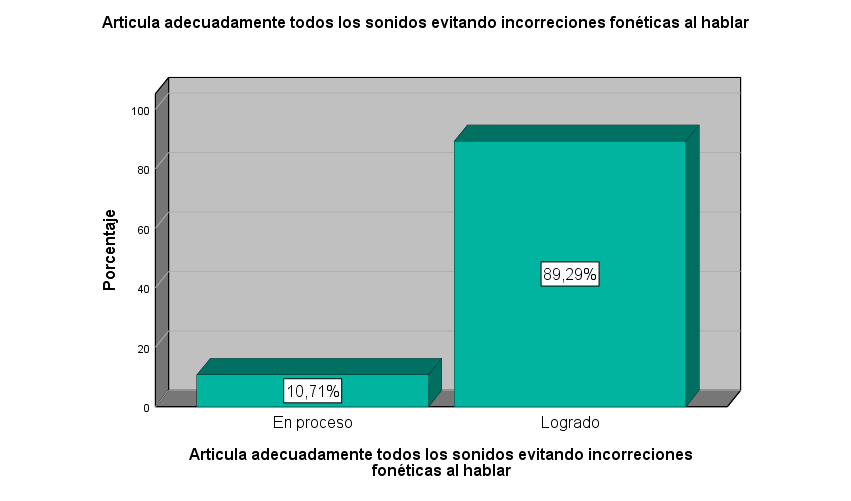 Articula adecuadamente todos los sonidos evitando incorreciones fonéticas al hablar
Porcentaje
100
80
60
40
20
0
10,71%
89,29%
En proceso
Logrado
Articula adecuadamente todos los sonidos evitando incorreciones
fonéticas al hablar